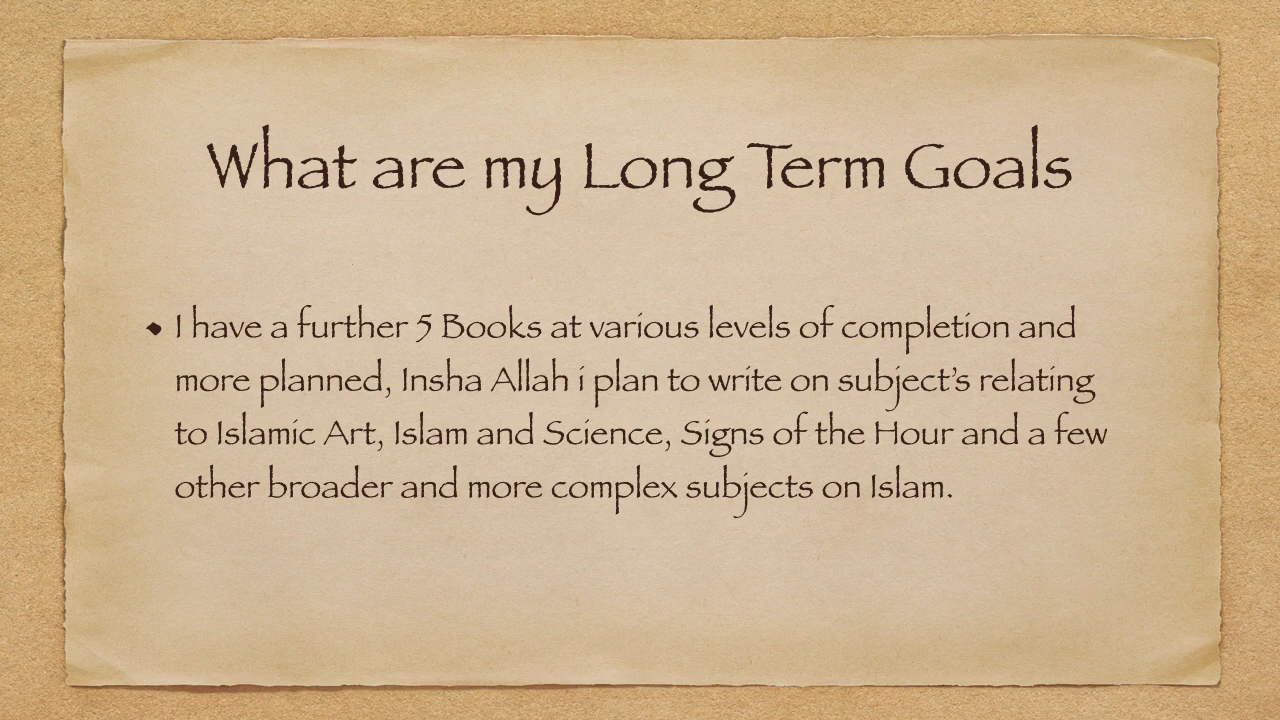 What are my Long Term Goals
• I have a further 5 Books at various levels of completion and
more planned, Insha Allah i plan to write on subject’s relating
to Islamic Art, Islam and Science, Signs of the Hour and a few
other broader and more complex subjects on Islam.